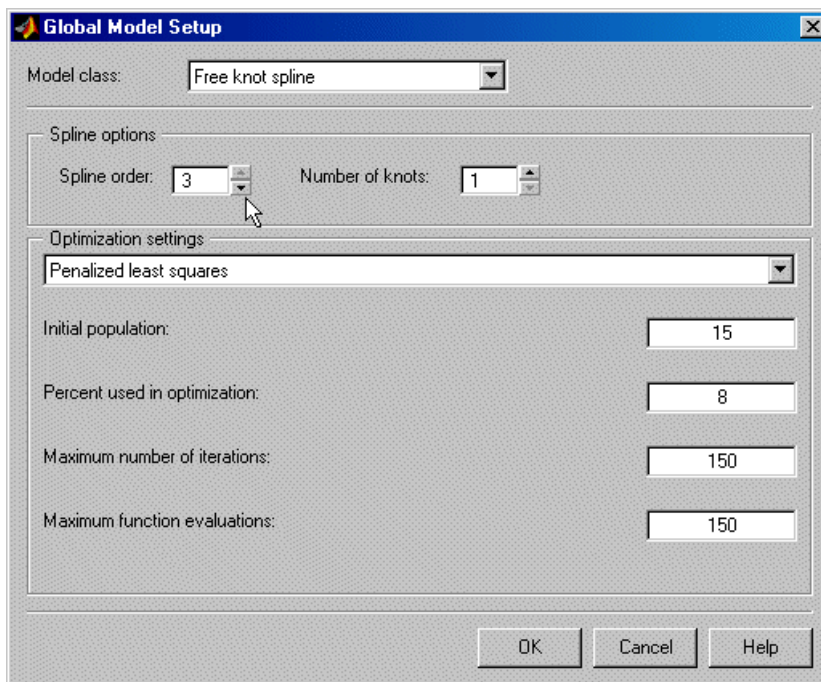 Global Model Setup
Model class: Free knot spline
Spline options
Spline order: 3 Number of knots: 1
Optimization settings
Penalized least squares
Initial population: 15
Percent used in optimization: 8
Maximum number of iterations: 150
Maximum function evaluations: 150
OK Cancel Help